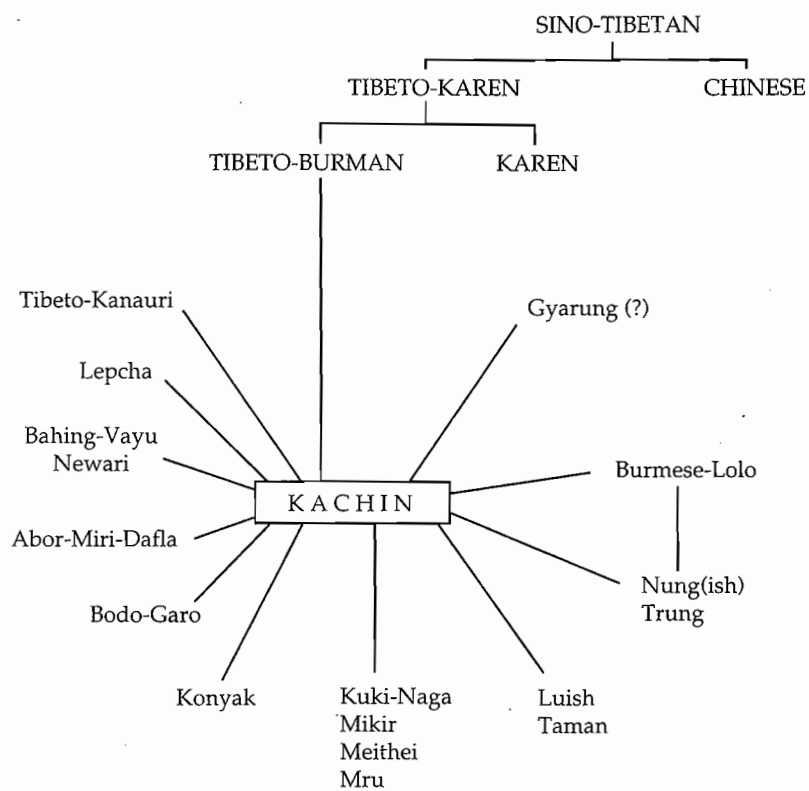 SINO-TIBETAN
TIBETO-KAREN CHINESE
TIBETO-BURMAN KAREN
Tibeto-Kanauri
Gyarung (?)
Lepcha
Bahing-Vayu
Newari
Burmese-Lolo
KACHIN
Abor-Miri-Dafla
Nung(ish)
Trung
Bodo-Garo
Konyak
Kuki-Naga
Mikir
Meithei
Mru
Luish
Taman